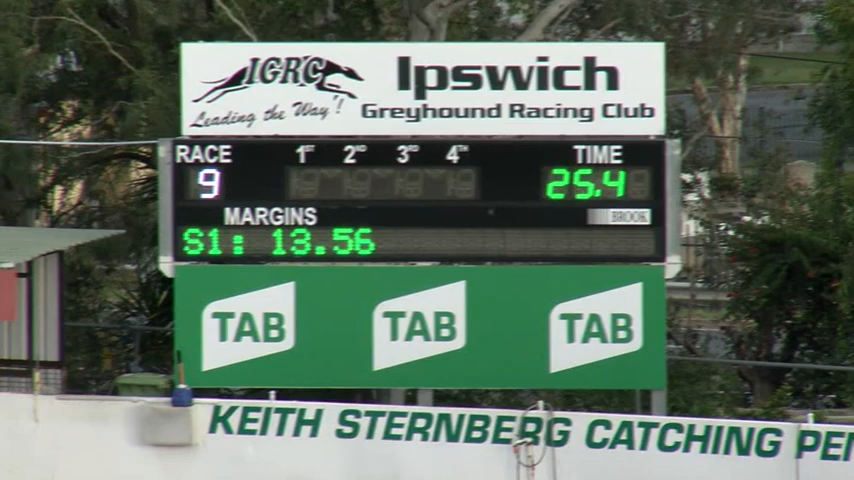 IGRC
Leading the Way!
Ipswich
Greyhound Racing Club
RACE 1ST 2ND 3RD 4TH TIME
9 25.4
MARGINS BROOK
S1: 13.56
TAB TAB TAB
KEITH STERNBERG CATCHING PEN